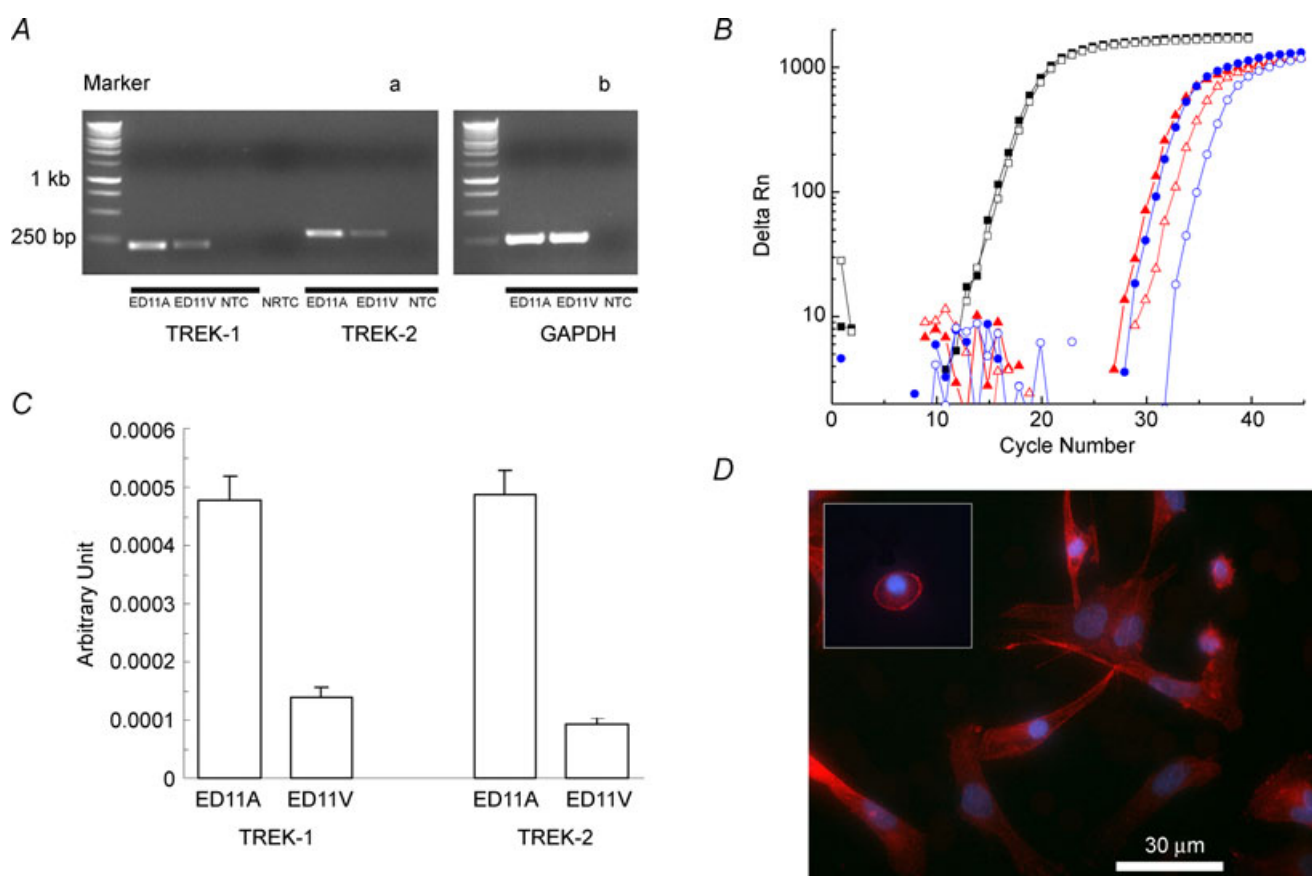 A
Marker
a
b
1 kb
250 bp
ED11A ED11V NTC NRTC ED11A ED11V NTC
ED11A ED11V NTC
TREK-1
TREK-2
GAPDH
B
1000
100
10
Delta Rn
0 10 20 30 40
Cycle Number
C
0.0006
0.0005
0.0004
0.0003
0.0002
0.0001
0
Arbitrary Unit
ED11A ED11V ED11A ED11V
TREK-1 TREK-2
D
30 μm